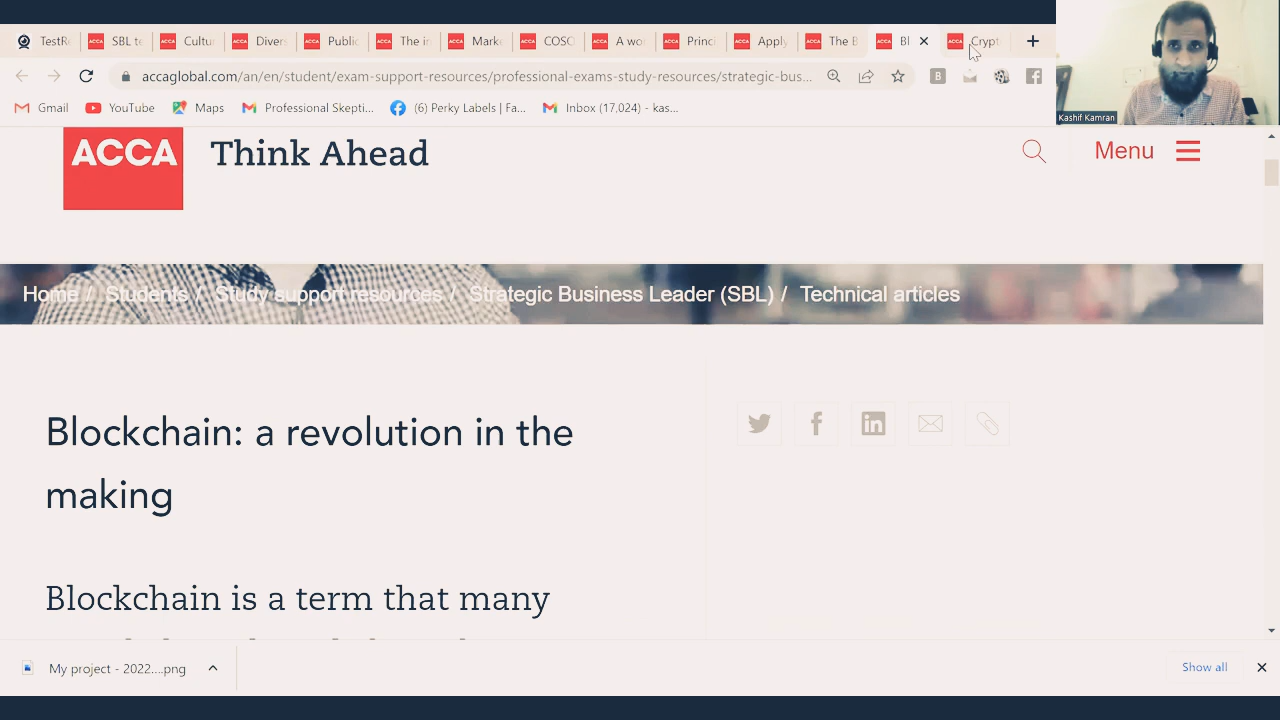 TestR
SBL te
Cultu
Divers
Public
The in
Mark
COSO
A wo
Princi
Apply
The B
Bl
Crypt
accaglobal.com/an/en/student/exam-support-resources/professional-exams-study-resources/strategic-bus...
Gmail
YouTube
Maps
Professional Skepti...
(6) Perky Labels | Fa...
Inbox (17,024) - kas...
Kashif Kamran
ACCA
Think Ahead
Menu
Home / Students / Study support resources / Strategic Business Leader (SBL) / Technical articles
Blockchain: a revolution in the
making
Blockchain is a term that many
My project - 2022....png
Show all